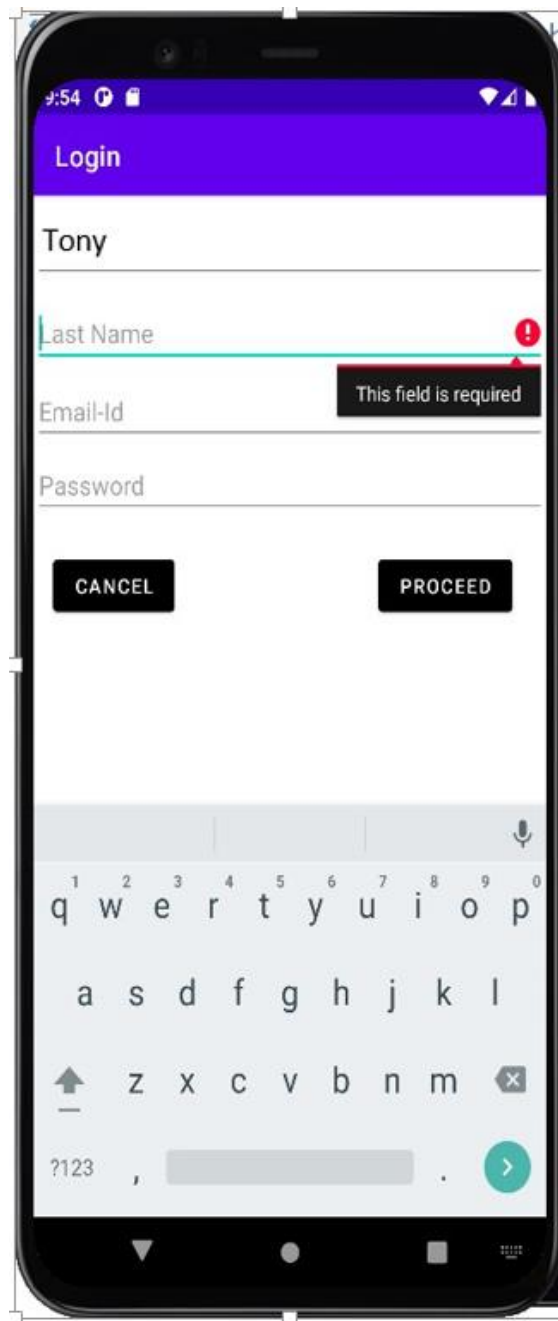 9:54
Login
Tony
Last Name
This field is required
Email-Id
Password
CANCEL PROCEED
1 2 3 4 5 6 7 8 9 0
q w e r t y u i o p
a s d f g h j k l
z x c v b n m
?123 , .